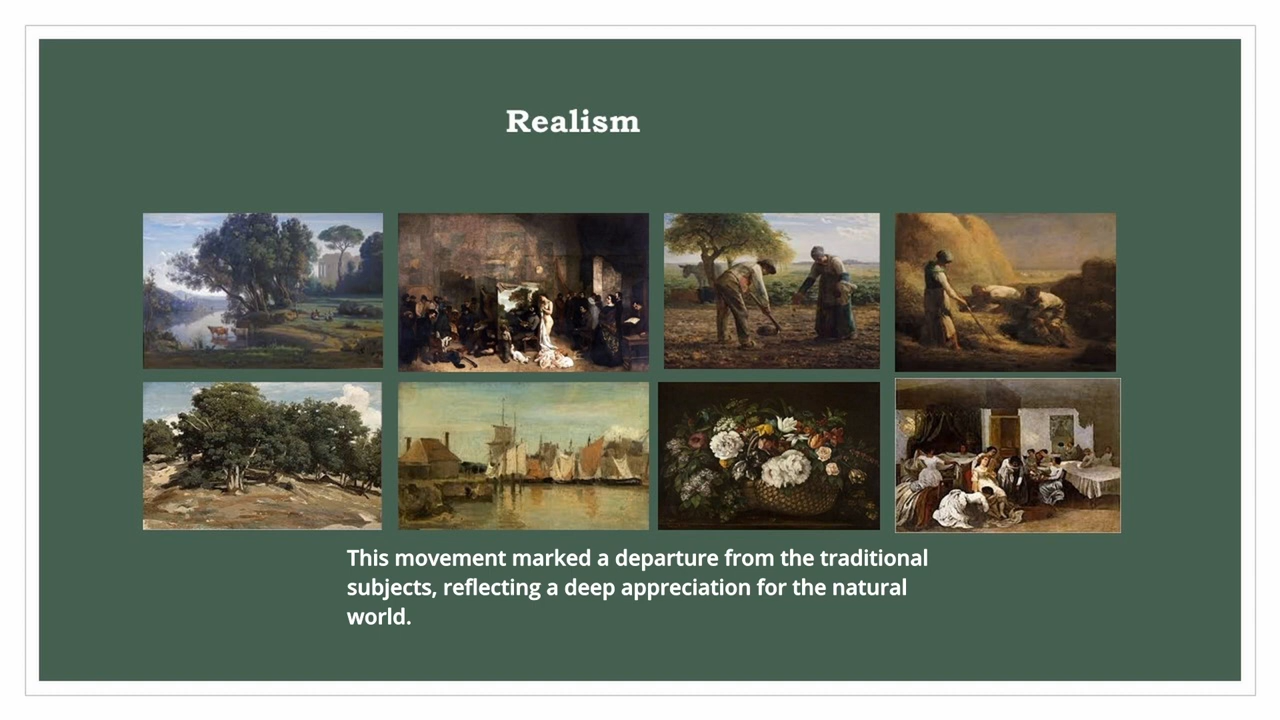 Realism
This movement marked a departure from the traditional
subjects, reflecting a deep appreciation for the natural
world.